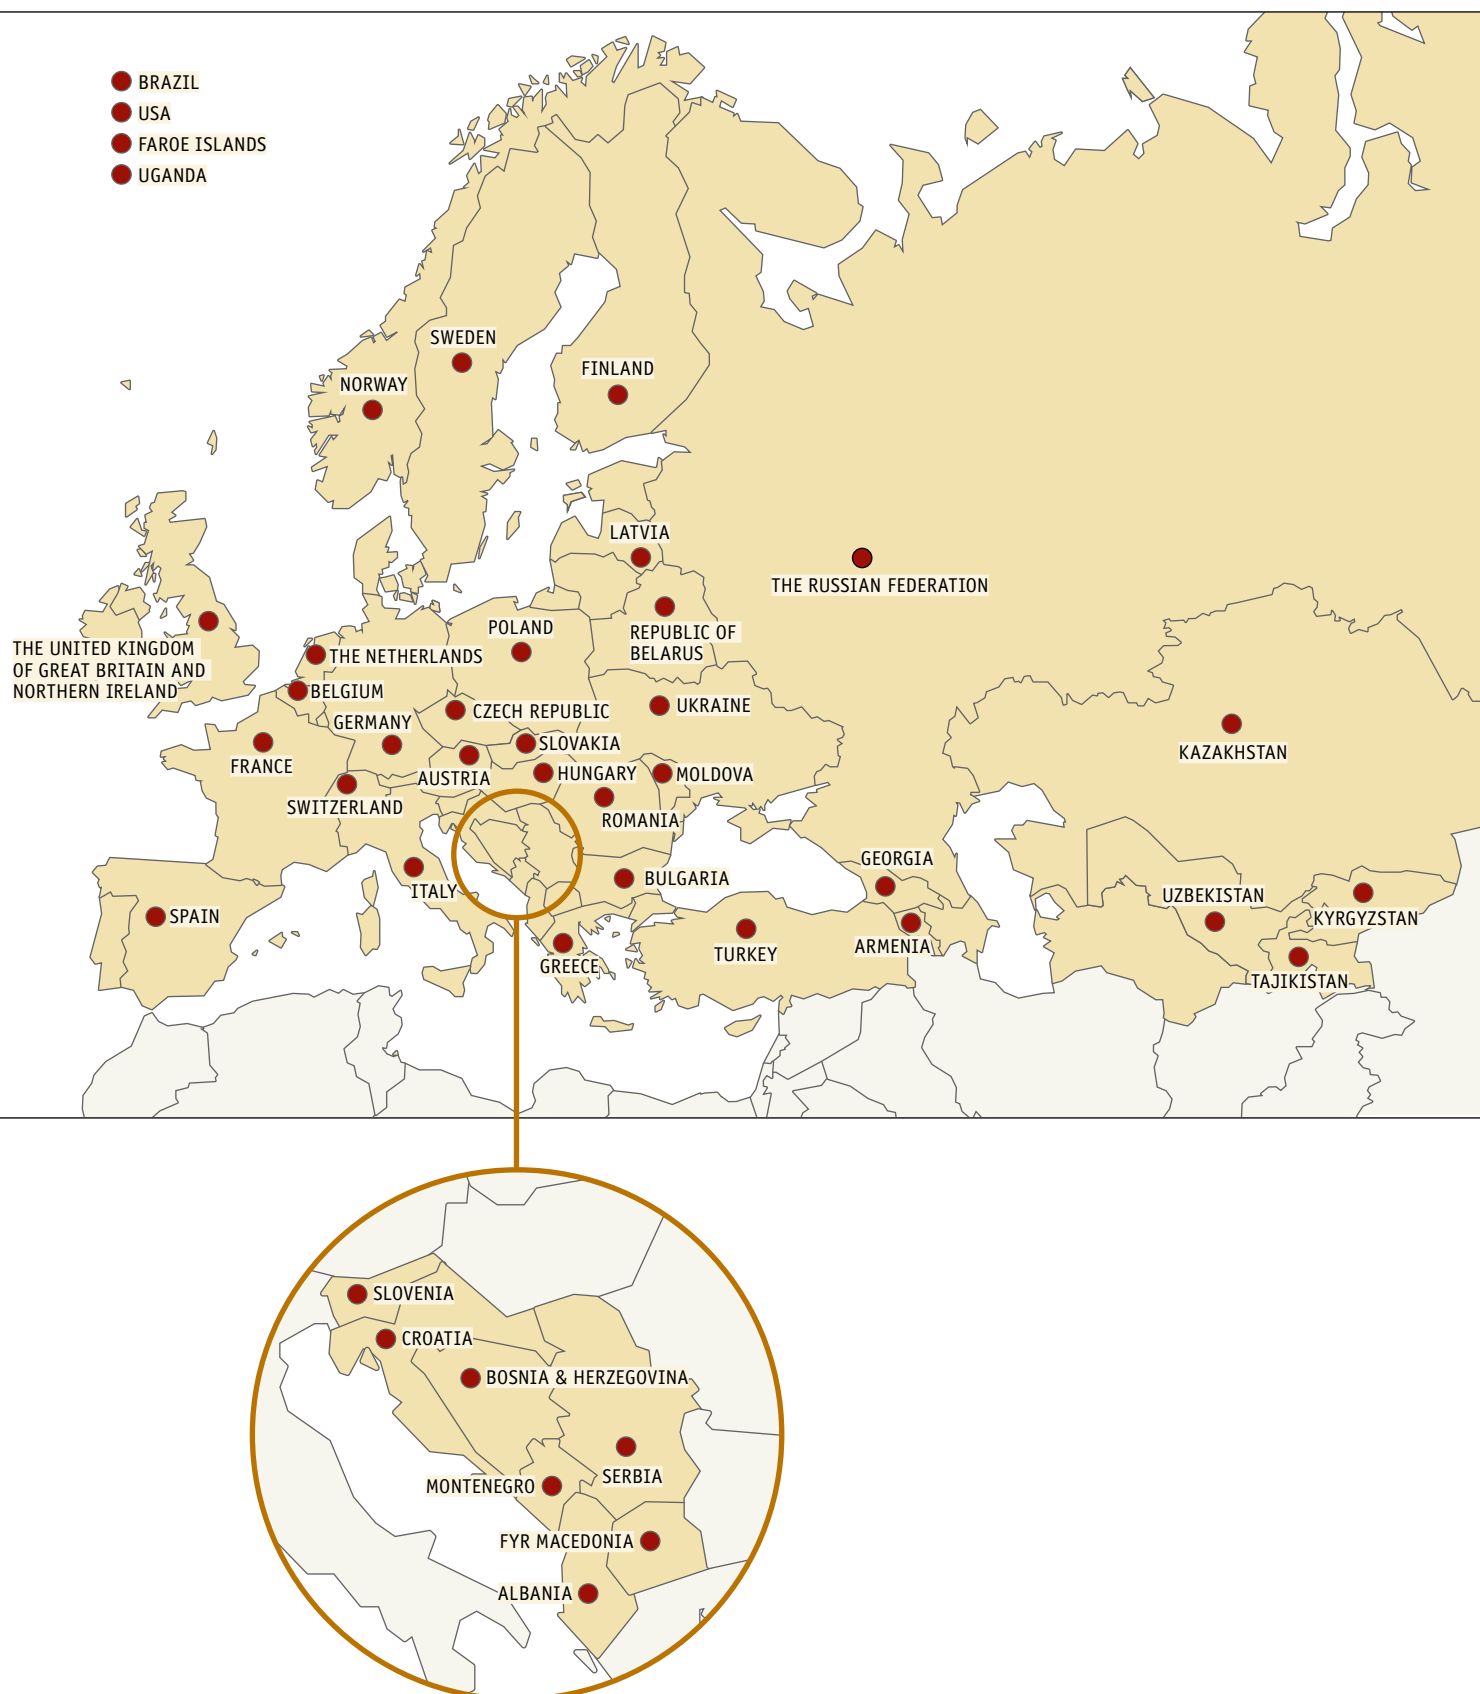 BRAZIL
USA
FAROE ISLANDS
UGANDA
SWEDEN
FINLAND
NORWAY
LATVIA
THE RUSSIAN FEDERATION
POLAND
REPUBLIC OF
BELARUS
THE UNITED KINGDOM
OF GREAT BRITAIN AND
NORTHERN IRELAND
THE NETHERLANDS
BELGIUM
UKRAINE
CZECH REPUBLIC
GERMANY
SLOVAKIA
KAZAKHSTAN
FRANCE
AUSTRIA
HUNGARY
MOLDOVA
SWITZERLAND
ROMANIA
GEORGIA
BULGARIA
ITALY
UZBEKISTAN
SPAIN
KYRGYZSTAN
ARMENIA
TURKEY
GREECE
TAJIKISTAN
SLOVENIA
CROATIA
BOSNIA & HERZEGOVINA
SERBIA
MONTENEGRO
FYR MACEDONIA
ALBANIA